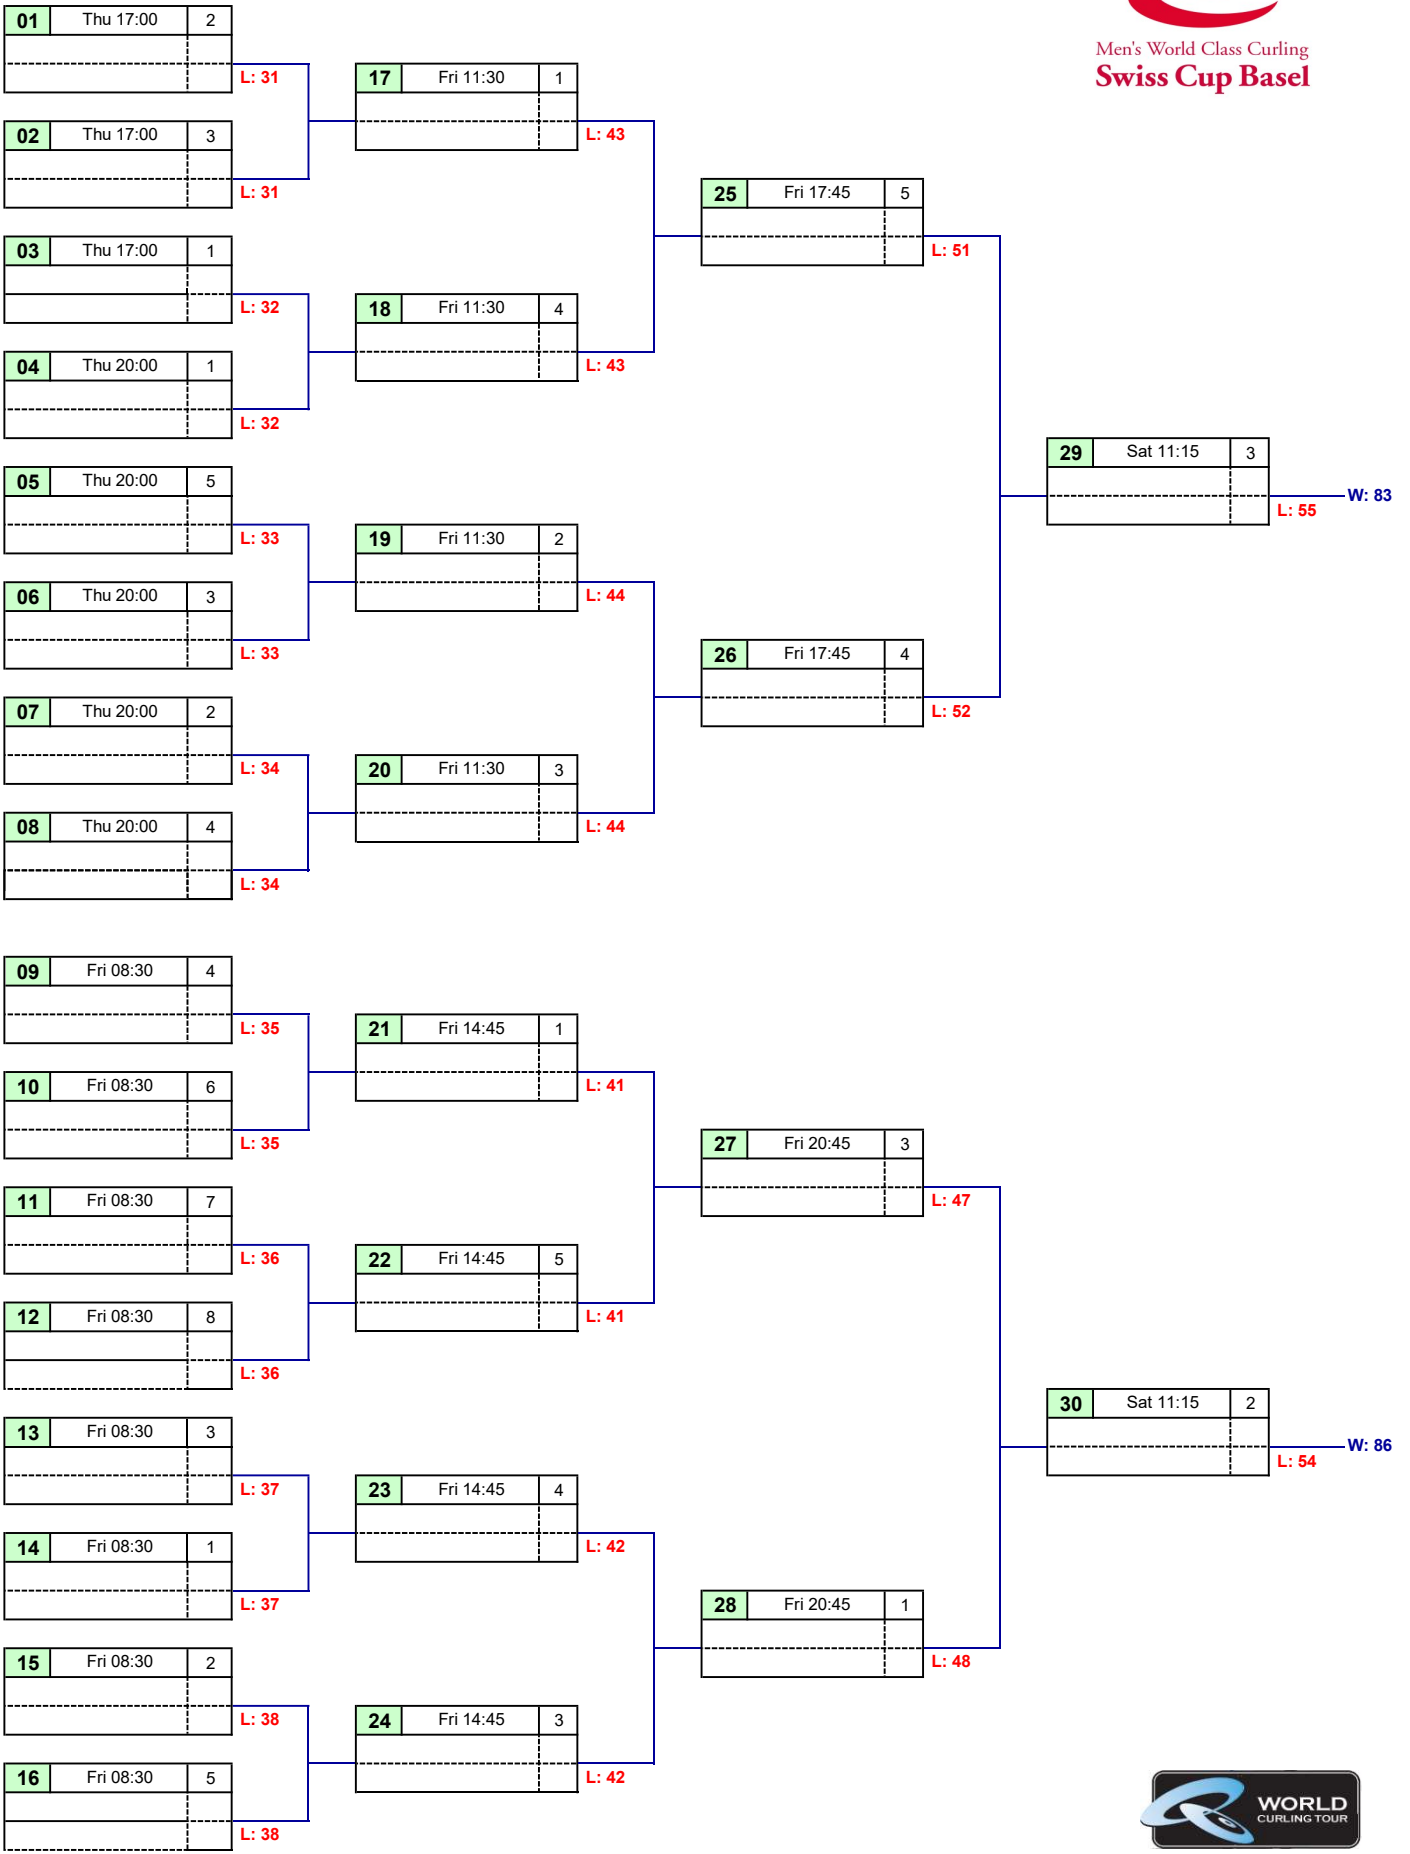 01 Thu 17:00 2
L: 31
02 Thu 17:00 3
L: 31
03 Thu 17:00 1
L: 32
04 Thu 20:00 1
L: 32
05 Thu 20:00 5
L: 33
06 Thu 20:00 3
L: 33
07 Thu 20:00 2
L: 34
08 Thu 20:00 4
L: 34
09 Fri 08:30 4
L: 35
10 Fri 08:30 6
L: 35
11 Fri 08:30 7
L: 36
12 Fri 08:30 8
L: 36
13 Fri 08:30 3
L: 37
14 Fri 08:30 1
L: 37
15 Fri 08:30 2
L: 38
16 Fri 08:30 5
L: 38
17 Fri 11:30 1
L: 43
18 Fri 11:30 4
L: 43
19 Fri 11:30 2
L: 44
20 Fri 11:30 3
L: 44
21 Fri 14:45 1
L: 41
22 Fri 14:45 5
L: 41
23 Fri 14:45 4
L: 42
24 Fri 14:45 3
L: 42
25 Fri 17:45 5
L: 51
26 Fri 17:45 4
L: 52
27 Fri 20:45 3
L: 47
28 Fri 20:45 1
L: 48
Men's World Class Curling
Swiss Cup Basel
29 Sat 11:15 3
W: 83
L: 55
30 Sat 11:15 2
W: 86
L: 54
WORLD
CURLING TOUR